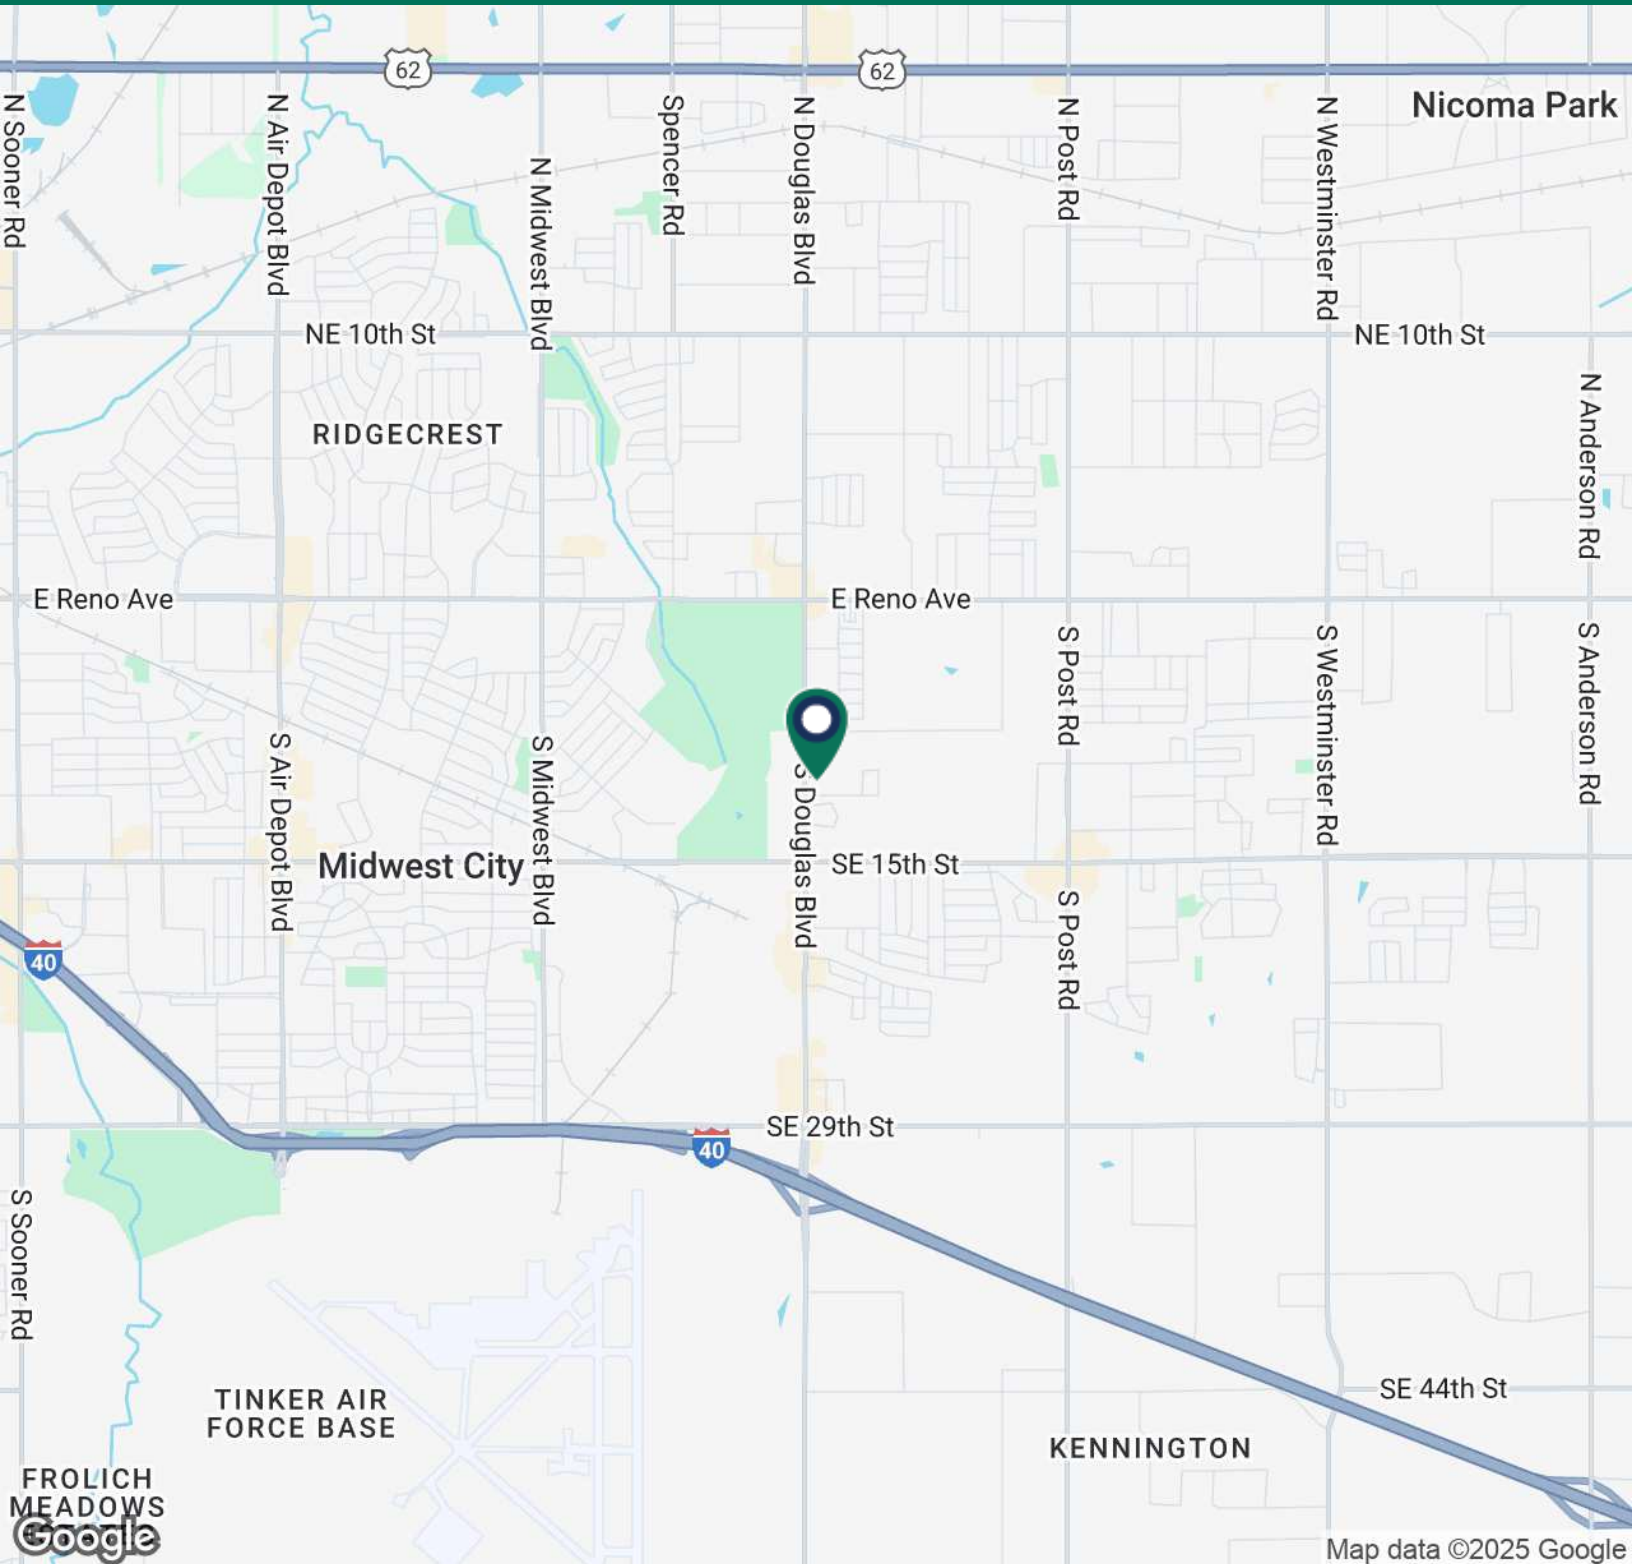 62
62
Nicoma Park
N Sooner Rd
N Air Depot Blvd
N Midwest Blvd
Spencer Rd
N Douglas Blvd
N Post Rd
N Westminster Rd
NE 10th St
NE 10th St
N Anderson Rd
RIDGECREST
E Reno Ave
E Reno Ave
S Post Rd
S Westminster Rd
S Anderson Rd
S Air Depot Blvd
S Midwest Blvd
S Douglas Blvd
Midwest City
SE 15th St
S Post Rd
40
SE 29th St
40
S Sooner Rd
TINKER AIR
FORCE BASE
SE 44th St
KENNINGTON
FROLICH
MEADOWS
Google
Map data ©2025 Google